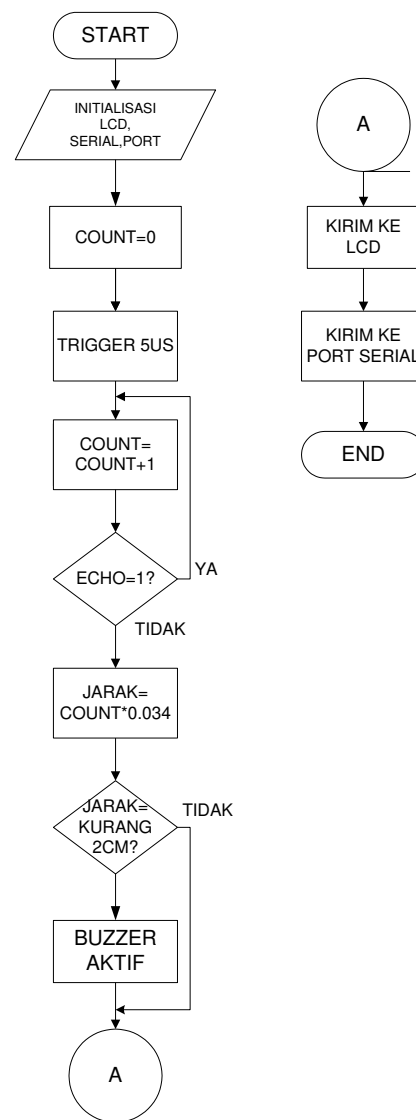 START
INITIALISASI
LCD,
SERIAL,PORT
COUNT=0
TRIGGER 5US
COUNT=
COUNT+1
ECHO=1?
YA
TIDAK
JARAK=
COUNT*0.034
JARAK=
KURANG
2CM?
TIDAK
BUZZER
AKTIF
A
A
KIRIM KE
LCD
KIRIM KE
PORT SERIAL
END